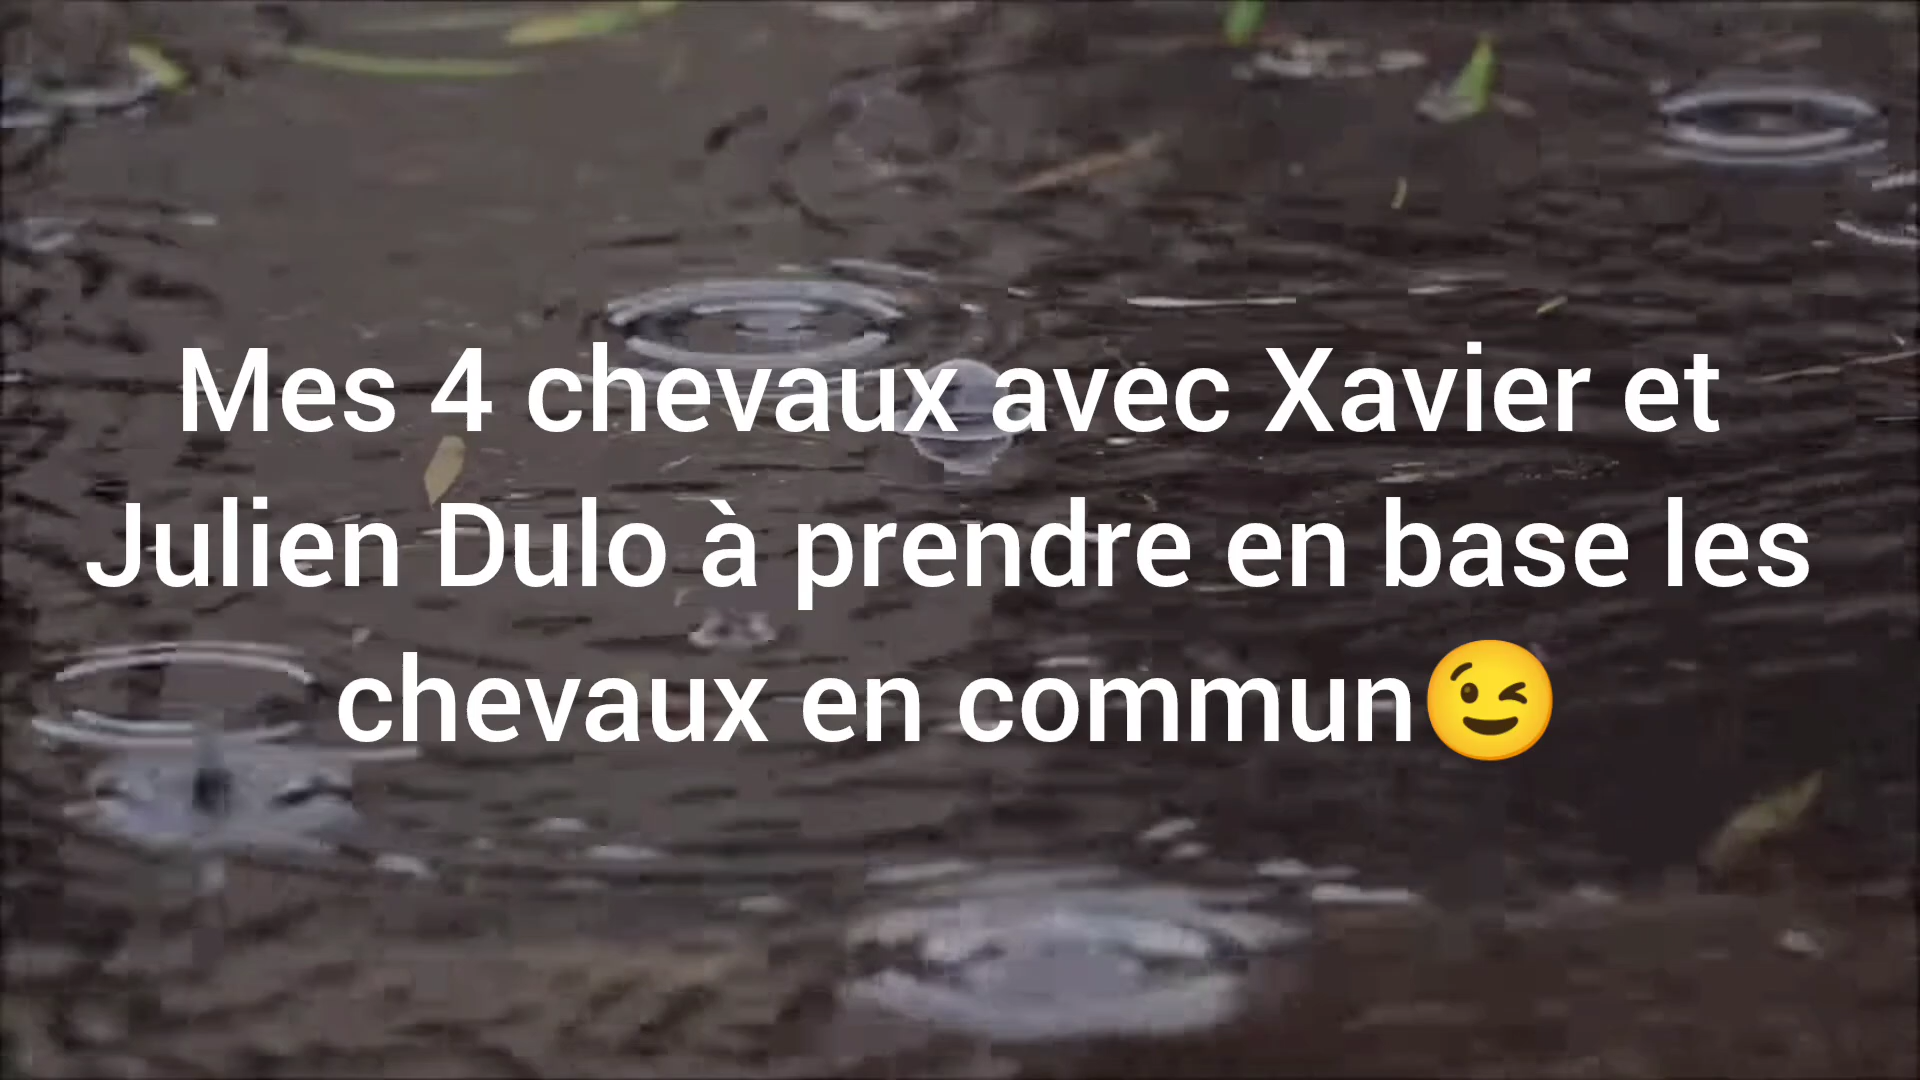 Mes 4 chevaux avec Xavier et
Julien Dulo à prendre en base les
chevaux en commun😉